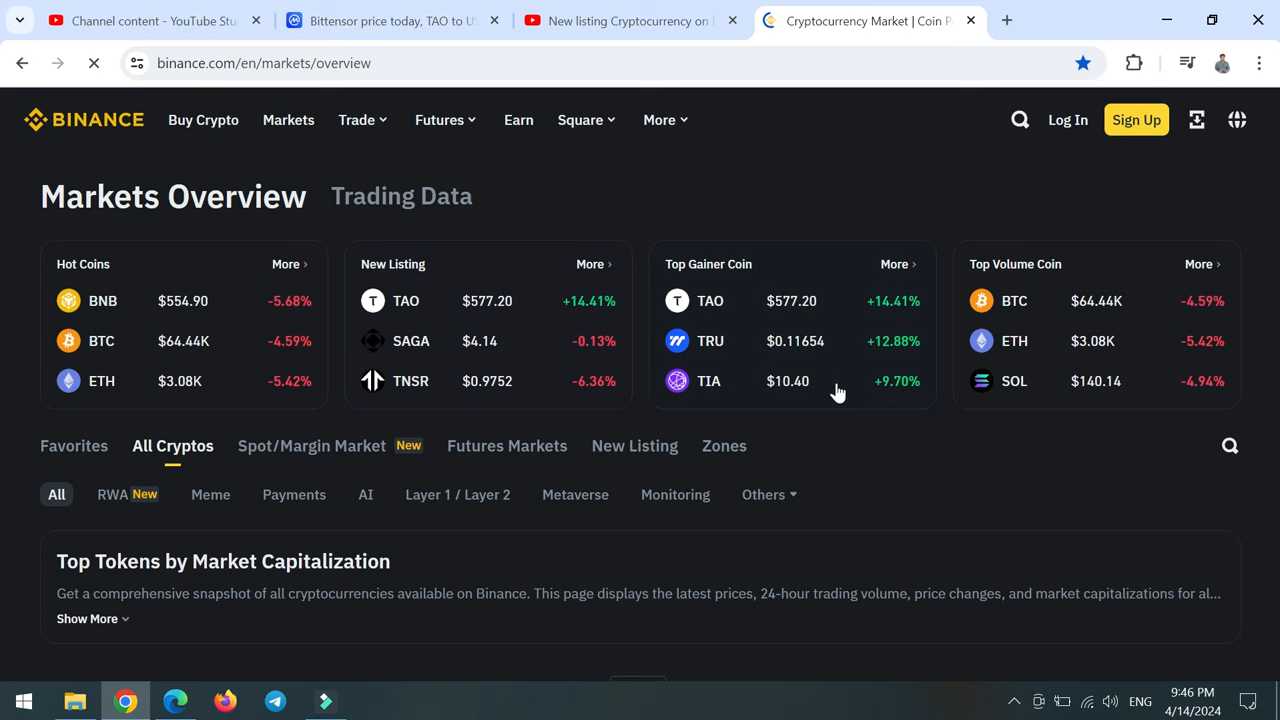 Channel content - YouTube Stu
Bittensor price today, TAO to US
New listing Cryptocurrency on
Cryptocurrency Market | Coin P
binance.com/en/markets/overview
BINANCE
Buy Crypto
Markets
Trade
Futures
Earn
Square
More
Log In
Sign Up
Markets Overview
Trading Data
Hot Coins
More
BNB $554.90 -5.68%
BTC $64.44K -4.59%
ETH $3.08K -5.42%
New Listing
More
TAO $577.20 +14.41%
SAGA $4.14 -0.13%
TNSR $0.9752 -6.36%
Top Gainer Coin
More
TAO $577.20 +14.41%
TRU $0.11654 +12.88%
TIA $10.40 +9.70%
Top Volume Coin
More
BTC $64.44K -4.59%
ETH $3.08K -5.42%
SOL $140.14 -4.94%
Favorites
All Cryptos
Spot/Margin Market New
Futures Markets
New Listing
Zones
All
RWA New
Meme
Payments
AI
Layer 1 / Layer 2
Metaverse
Monitoring
Others
Top Tokens by Market Capitalization
Get a comprehensive snapshot of all cryptocurrencies available on Binance. This page displays the latest prices, 24-hour trading volume, price changes, and market capitalizations for al...
Show More
ENG
9:46 PM
4/14/2024